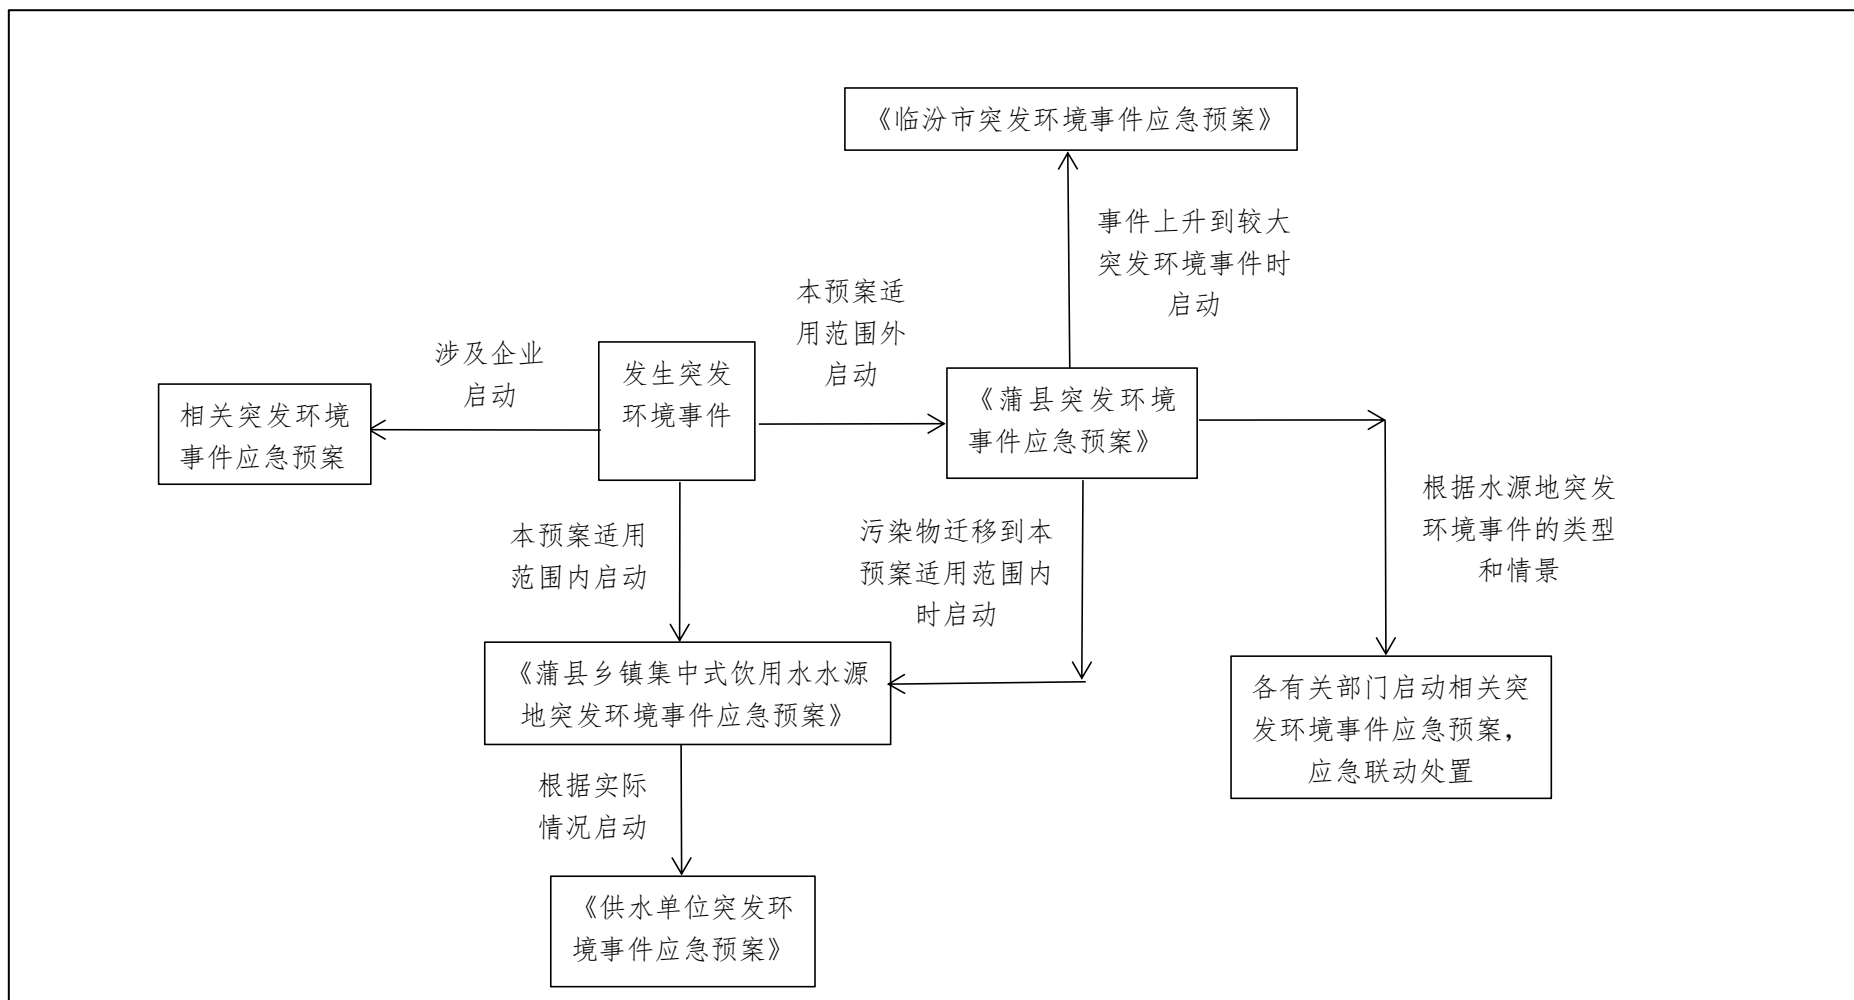 《临汾市突发环境事件应急预案》
事件上升到较大
突发环境事件时
启动
本预案适
用范围外
启动
涉及企业
启动
发生突发
环境事件
相关突发环境
事件应急预案
《蒲县突发环境
事件应急预案》
根据水源地突发
环境事件的类型
和情景
本预案适用
范围内启动
污染物迁移到本
预案适用范围内
时启动
《蒲县乡镇集中式饮用水水源
地突发环境事件应急预案》
各有关部门启动相关突
发环境事件应急预案，
应急联动处置
根据实际
情况启动
《供水单位突发环
境事件应急预案》